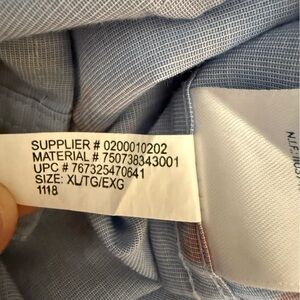 SUPPLIER # 0200010202
MATERIAL # 750738343001
UPC # 767325470641
SIZE: XL/TG/EXG
1118